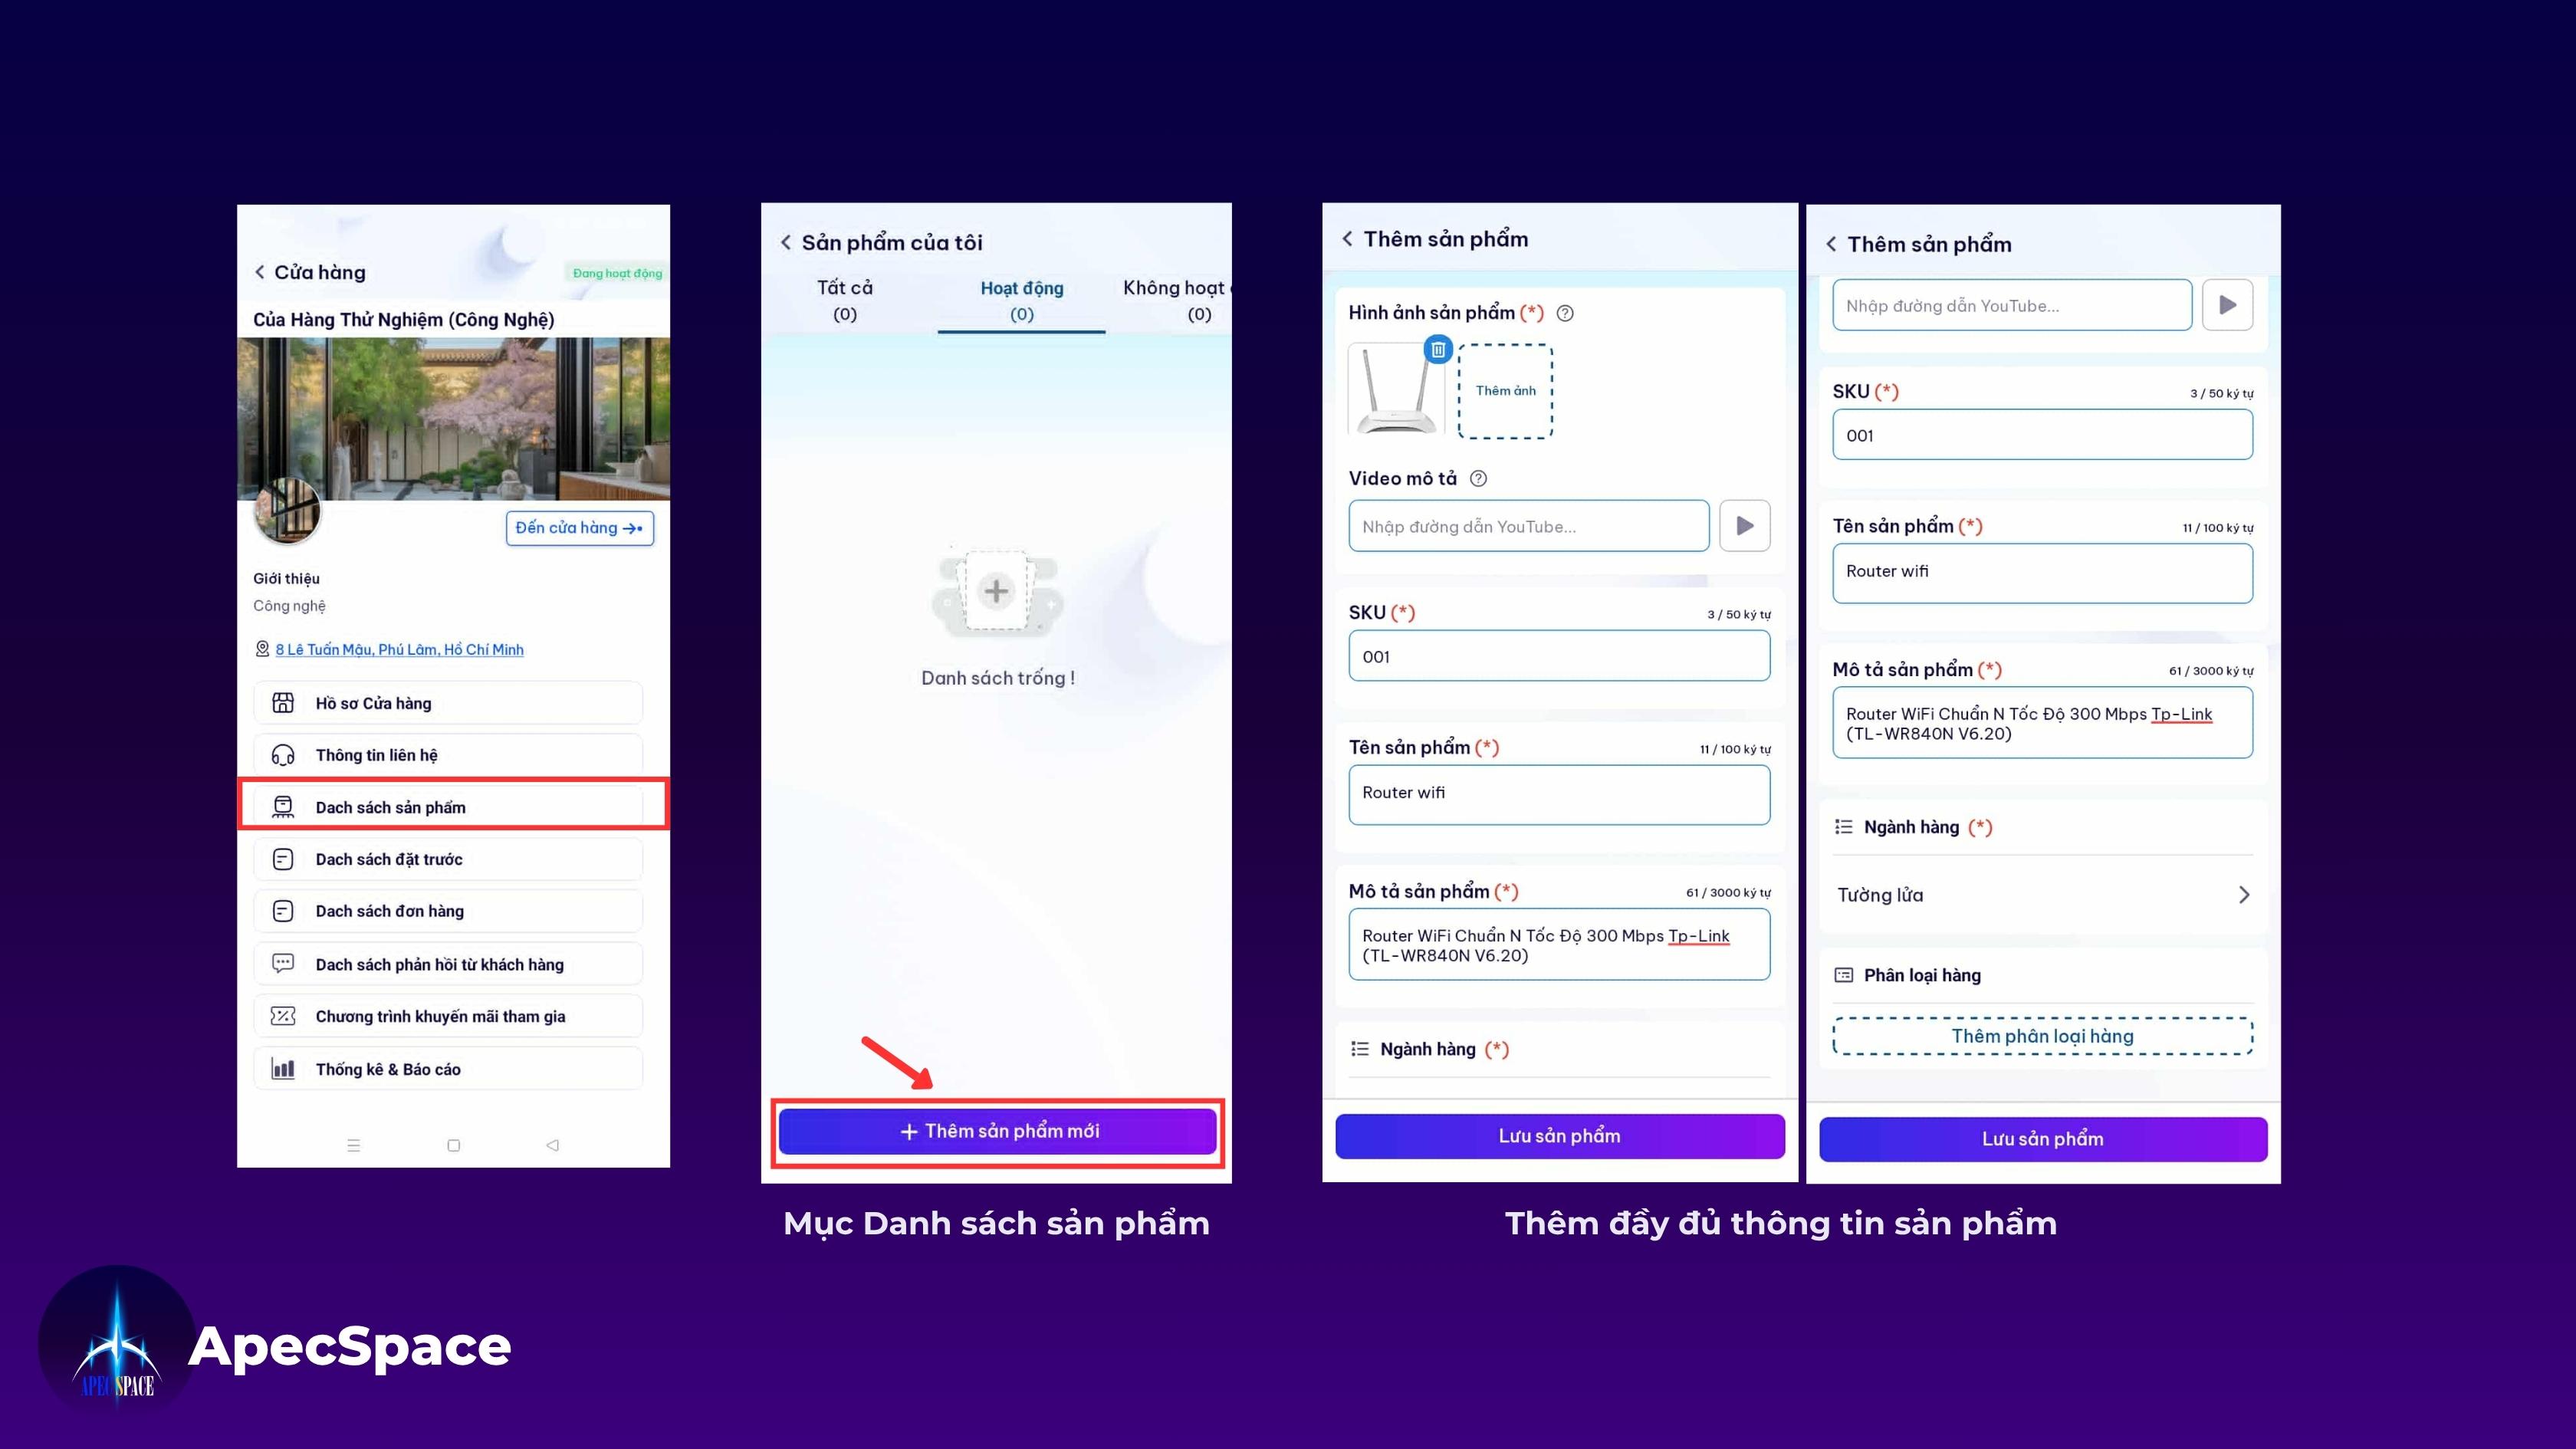 Cửa hàng
Đang hoạt động
Của Hàng Thử Nghiệm (Công Nghệ)
Đến cửa hàng
Giới thiệu
Công nghệ
8 Lê Tuấn Mậu, Phú Lâm, Hồ Chí Minh
Hồ sơ Cửa hàng
Thông tin liên hệ
Dach sách sản phẩm
Dach sách đặt trước
Dach sách đơn hàng
Dach sách phản hồi từ khách hàng
Chương trình khuyến mãi tham gia
Thống kê & Báo cáo
Sản phẩm của tôi
Tất cả
(0)
Hoạt động
(0)
Không hoạt
(0)
Danh sách trống !
+ Thêm sản phẩm mới
Mục Danh sách sản phẩm
Thêm sản phẩm
Hình ảnh sản phẩm (*)
Thêm ảnh
Video mô tả
Nhập đường dẫn YouTube...
SKU (*)
3 / 50 ký tự
001
Tên sản phẩm (*)
11 / 100 ký tự
Router wifi
Mô tả sản phẩm (*)
61 / 3000 ký tự
Router WiFi Chuẩn N Tốc Độ 300 Mbps Tp-Link
(TL-WR840N V6.20)
Ngành hàng (*)
Lưu sản phẩm
Thêm sản phẩm
Nhập đường dẫn YouTube...
SKU (*)
3 / 50 ký tự
001
Tên sản phẩm (*)
11 / 100 ký tự
Router wifi
Mô tả sản phẩm (*)
61 / 3000 ký tự
Router WiFi Chuẩn N Tốc Độ 300 Mbps Tp-Link
(TL-WR840N V6.20)
Ngành hàng (*)
Tường lửa
Phân loại hàng
Thêm phân loại hàng
Lưu sản phẩm
Thêm đầy đủ thông tin sản phẩm
APECSPACE
ApecSpace